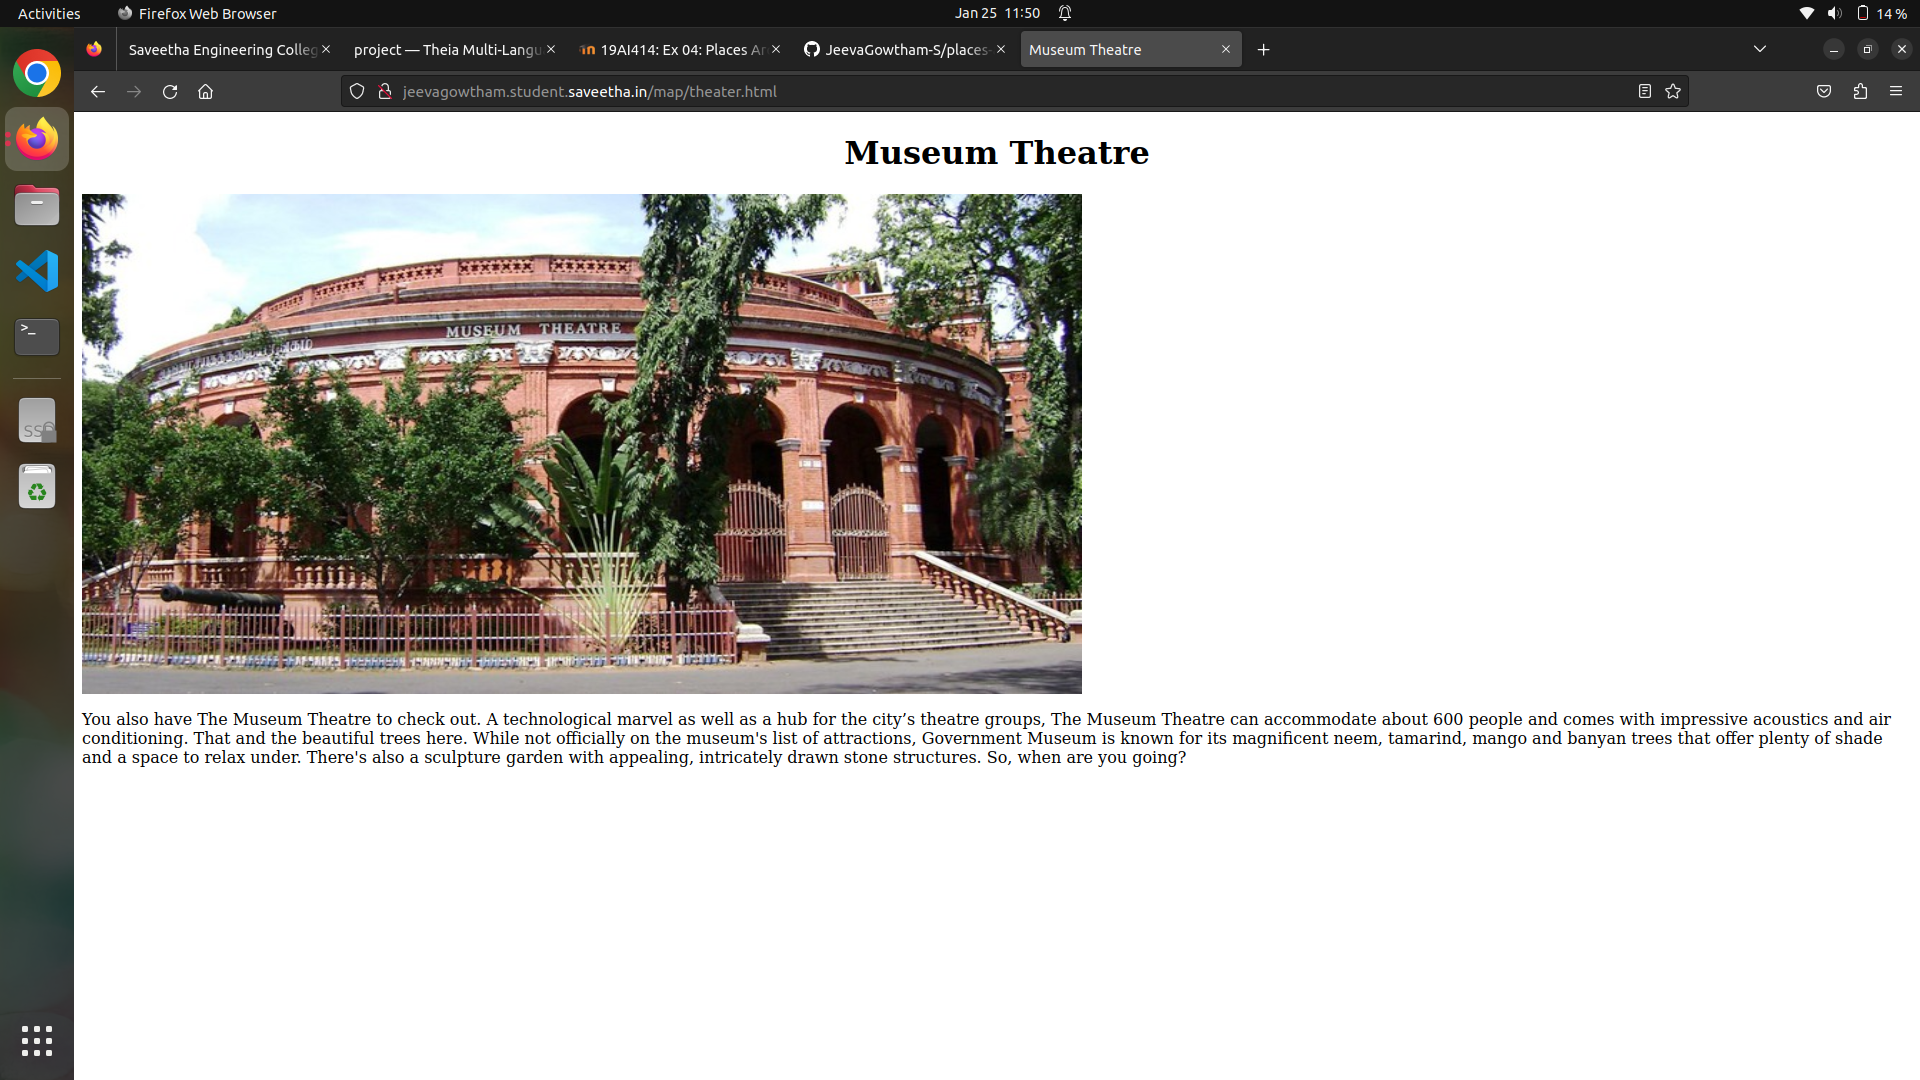 Activities
Firefox Web Browser
Jan 25 11:50
14 %
Saveetha Engineering Colleg
project — Theia Multi-Langu
19AI414: Ex 04: Places Ar
JeevaGowtham-S/places-
Museum Theatre
jeevagowtham.student.saveetha.in/map/theater.html
Museum Theatre
MUSEUM THEATRE
You also have The Museum Theatre to check out. A technological marvel as well as a hub for the city’s theatre groups, The Museum Theatre can accommodate about 600 people and comes with impressive acoustics and air
conditioning. That and the beautiful trees here. While not officially on the museum's list of attractions, Government Museum is known for its magnificent neem, tamarind, mango and banyan trees that offer plenty of shade
and a space to relax under. There's also a sculpture garden with appealing, intricately drawn stone structures. So, when are you going?
>_